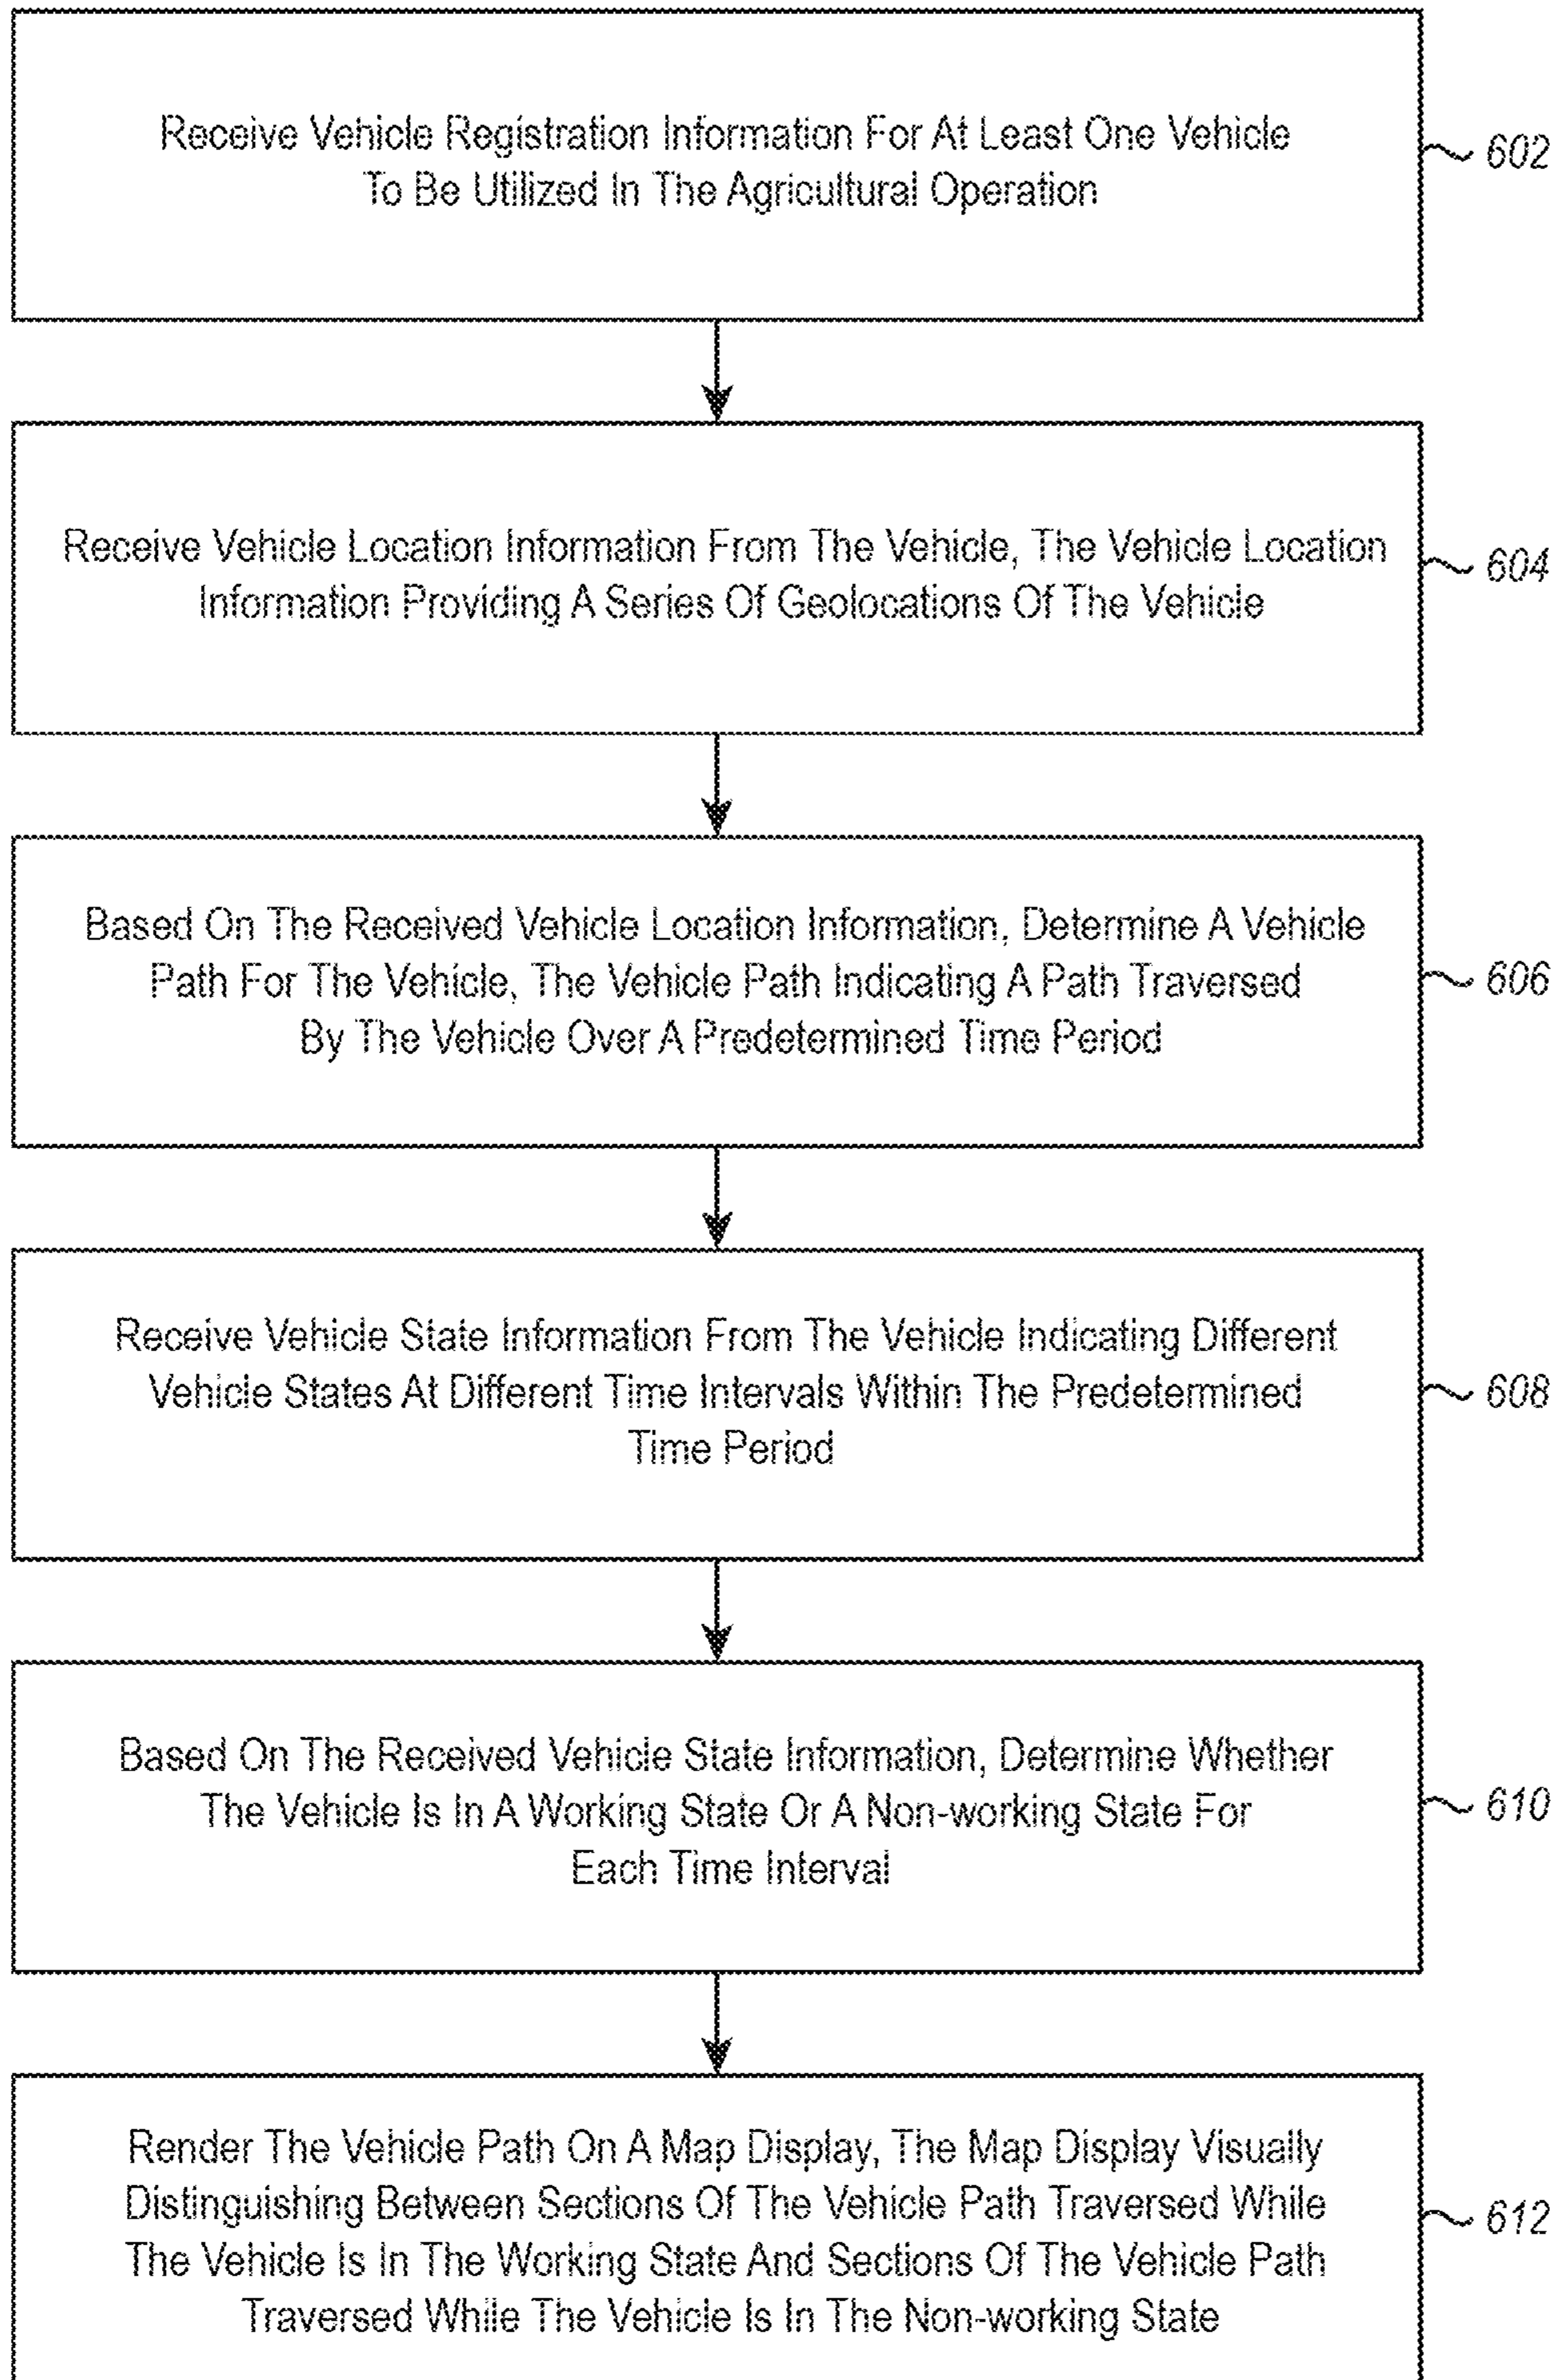 Receive Vehicle Registration Information For At Least One Vehicle
To Be Utilized In The Agricultural Operation
602
Receive Vehicle Location Information From The Vehicle, The Vehicle Location
Information Providing A Series Of Geolocations Of The Vehicle
604
Based On The Received Vehicle Location Information, Determine A Vehicle
Path For The Vehicle, The Vehicle Path Indicating A Path Traversed
By The Vehicle Over A Predetermined Time Period
606
Receive Vehicle State Information From The Vehicle Indicating Different
Vehicle States At Different Time Intervals Within The Predetermined
Time Period
608
Based On The Received Vehicle State Information, Determine Whether
The Vehicle Is In A Working State Or A Non-working State For
Each Time Interval
610
Render The Vehicle Path On A Map Display, The Map Display Visually
Distinguishing Between Sections Of The Vehicle Path Traversed While
The Vehicle Is In The Working State And Sections Of The Vehicle Path
Traversed While The Vehicle Is In The Non-working State
612